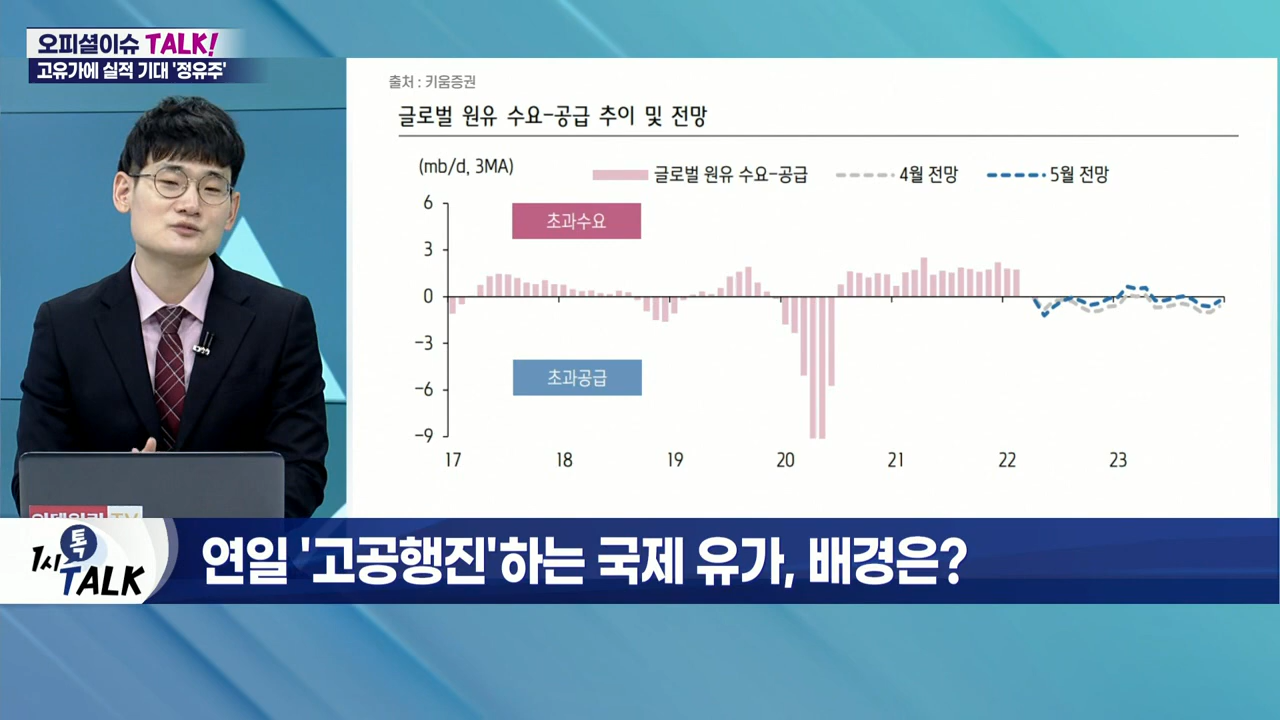 오피셜이슈 TALK!
고유가에 실적 기대 '정유주'
출처 : 키움증권
글로벌 원유 수요-공급 추이 및 전망
(mb/d, 3MA)
글로벌 원유 수요-공급
4월 전망
5월 전망
6
초과수요
3
0
-3
초과공급
-6
-9
17 18 19 20 21 22 23
1시톡TALK
연일 '고공행진'하는 국제 유가, 배경은?